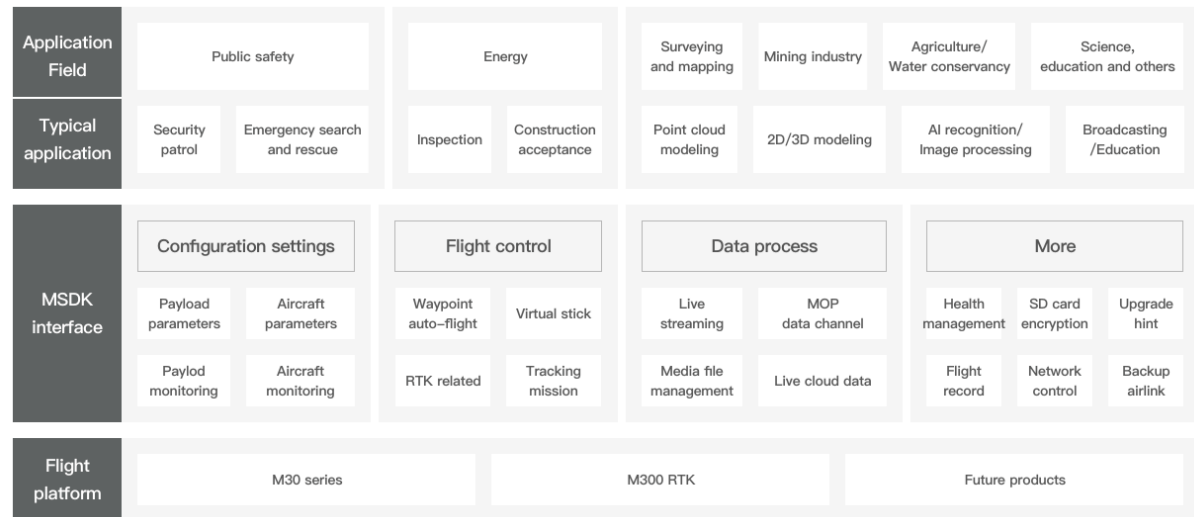 Application
Field
Public safety
Energy
Surveying
and mapping
Mining industry
Agriculture/
Water conservancy
Science,
education and others
Typical
application
Security
patrol
Emergency search
and rescue
Inspection
Construction
acceptance
Point cloud
modeling
2D/3D modeling
AI recognition/
Image processing
Broadcasting
/Education
MSDK
interface
Configuration settings
Flight control
Data process
More
Payload
parameters
Aircraft
parameters
Waypoint
auto-flight
Virtual stick
Live
streaming
MOP
data channel
Health
management
SD card
encryption
Upgrade
hint
Paylod
monitoring
Aircraft
monitoring
RTK related
Tracking
mission
Media file
management
Live cloud data
Flight
record
Network
control
Backup
airlink
Flight
platform
M30 series
M300 RTK
Future products